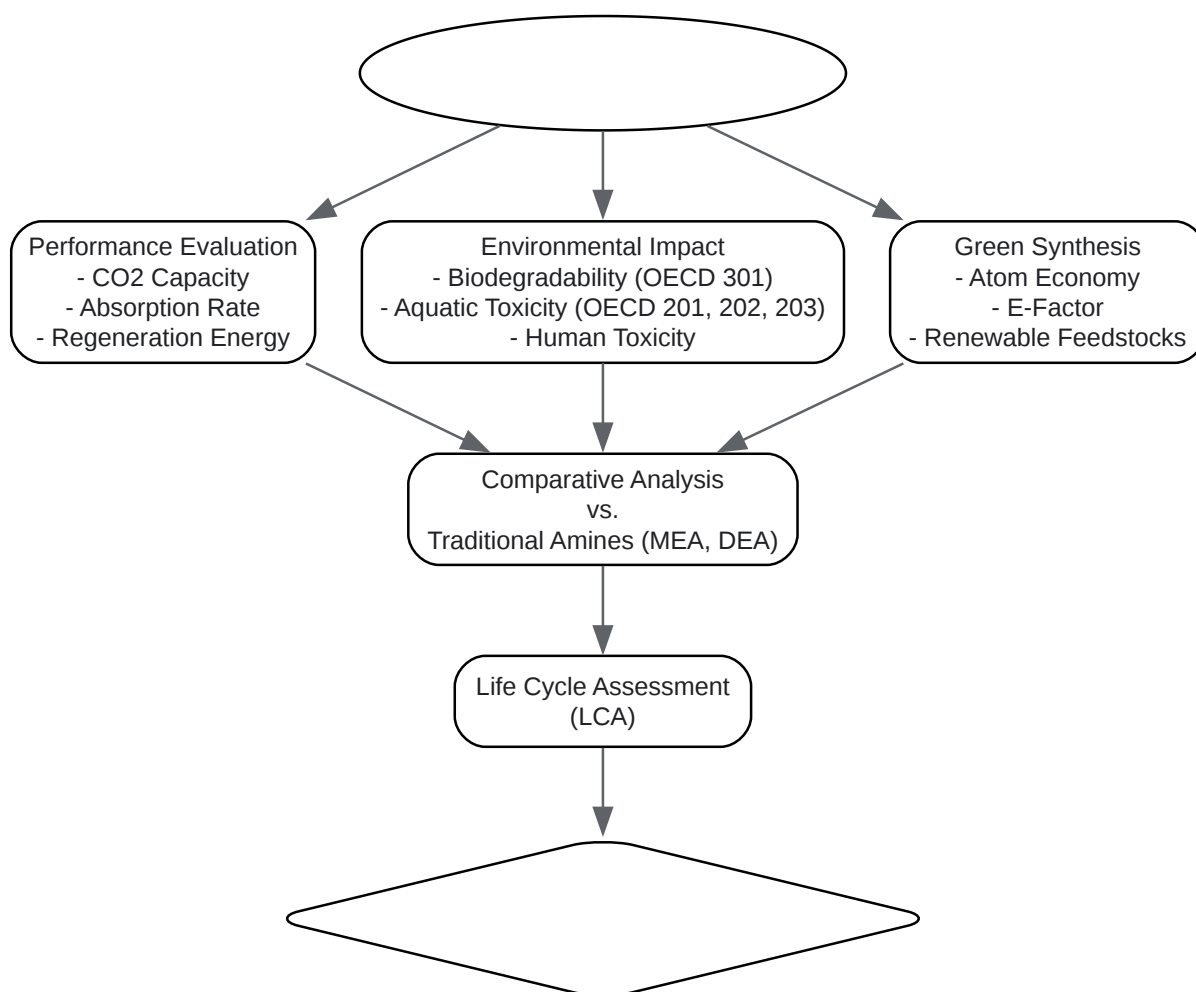 Performance Evaluation
- CO2 Capacity
- Absorption Rate
- Regeneration Energy
Environmental Impact
- Biodegradability (OECD 301)
- Aquatic Toxicity (OECD 201, 202, 203)
- Human Toxicity
Green Synthesis
- Atom Economy
- E-Factor
- Renewable Feedstocks
Comparative Analysis
vs.
Traditional Amines (MEA, DEA)
Life Cycle Assessment
(LCA)